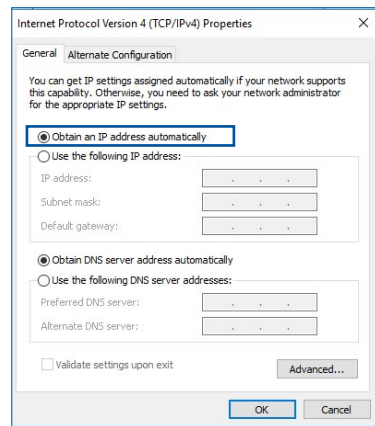 Internet Protocol Version 4 (TCP/IPv4) Properties
General Alternate Configuration
You can get IP settings assigned automatically if your network supports
this capability. Otherwise, you need to ask your network administrator
for the appropriate IP settings.
Obtain an IP address automatically
Use the following IP address:
IP address:
Subnet mask:
Default gateway:
Obtain DNS server address automatically
Use the following DNS server addresses:
Preferred DNS server:
Alternate DNS server:
Validate settings upon exit
Advanced...
OK Cancel